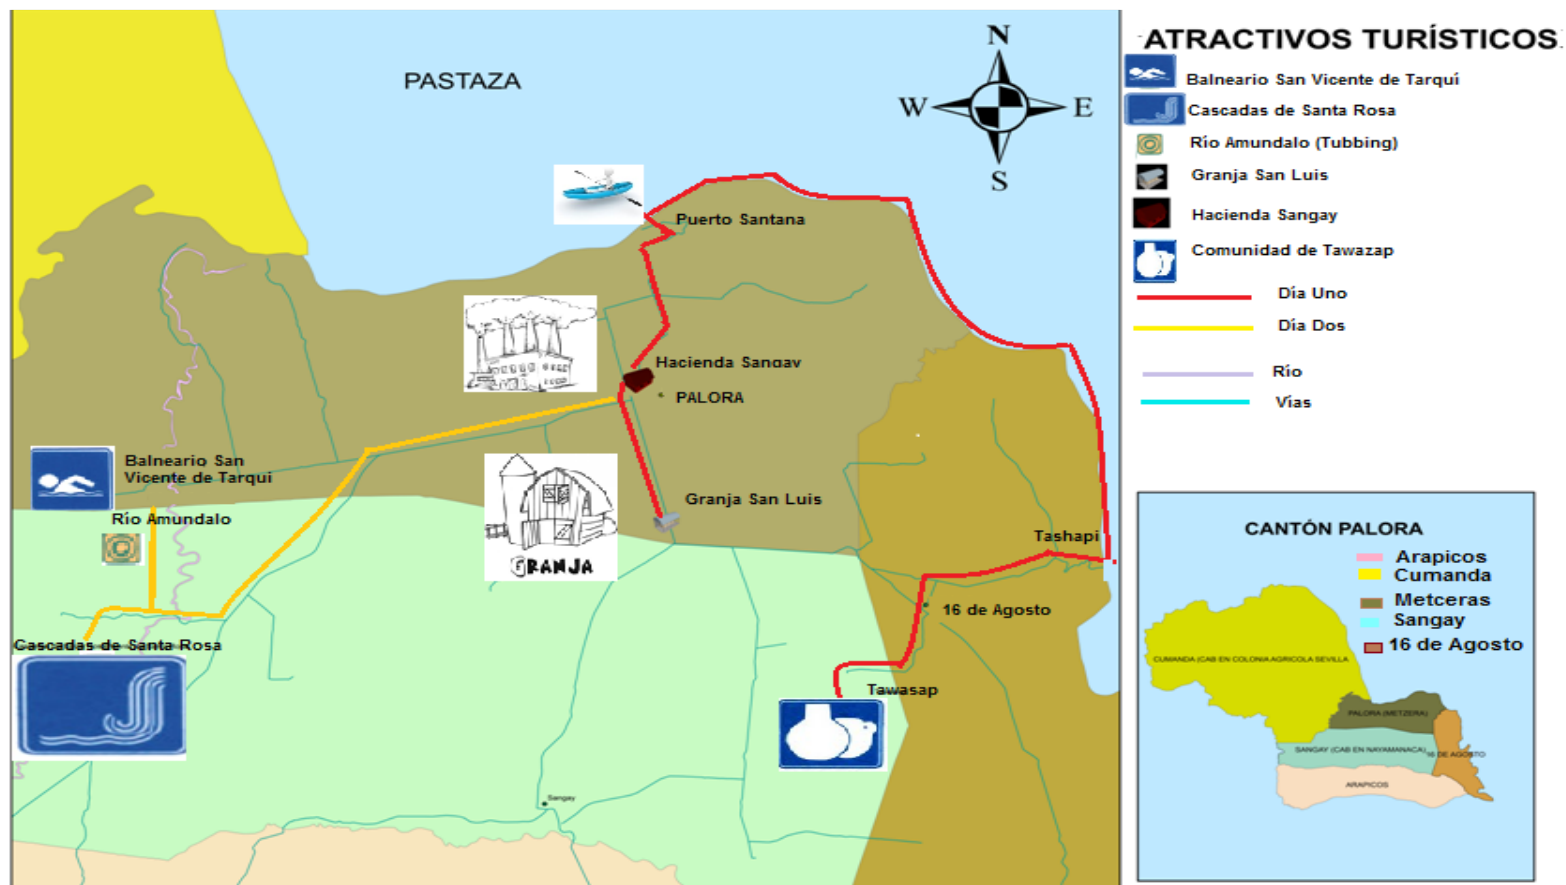 PASTAZA
N
W
E
S
Puerto Santana
Hacienda Sangay
PALORA
Granja San Luis
GRANJA
Balneario San
Vicente de Tarqui
Río Amundalo
Cascadas de Santa Rosa
Tashapi
16 de Agosto
Tawasap
Sangay
ATRACTIVOS TURÍSTICOS
Balneario San Vicente de Tarquí
Cascadas de Santa Rosa
Río Amundalo (Tubbing)
Granja San Luis
Hacienda Sangay
Comunidad de Tawazap
Día Uno
Día Dos
Río
Vías
CANTÓN PALORA
Arapicos
Cumanda
Metceras
Sangay
16 de Agosto
CUMANDA (CAB EN COLONIA AGRICOLA SEVILLA
PALORA (METZERA)
SANGAY (CAB EN NAYAMANACA)
16 DE AGOSTO
ARAPICOS